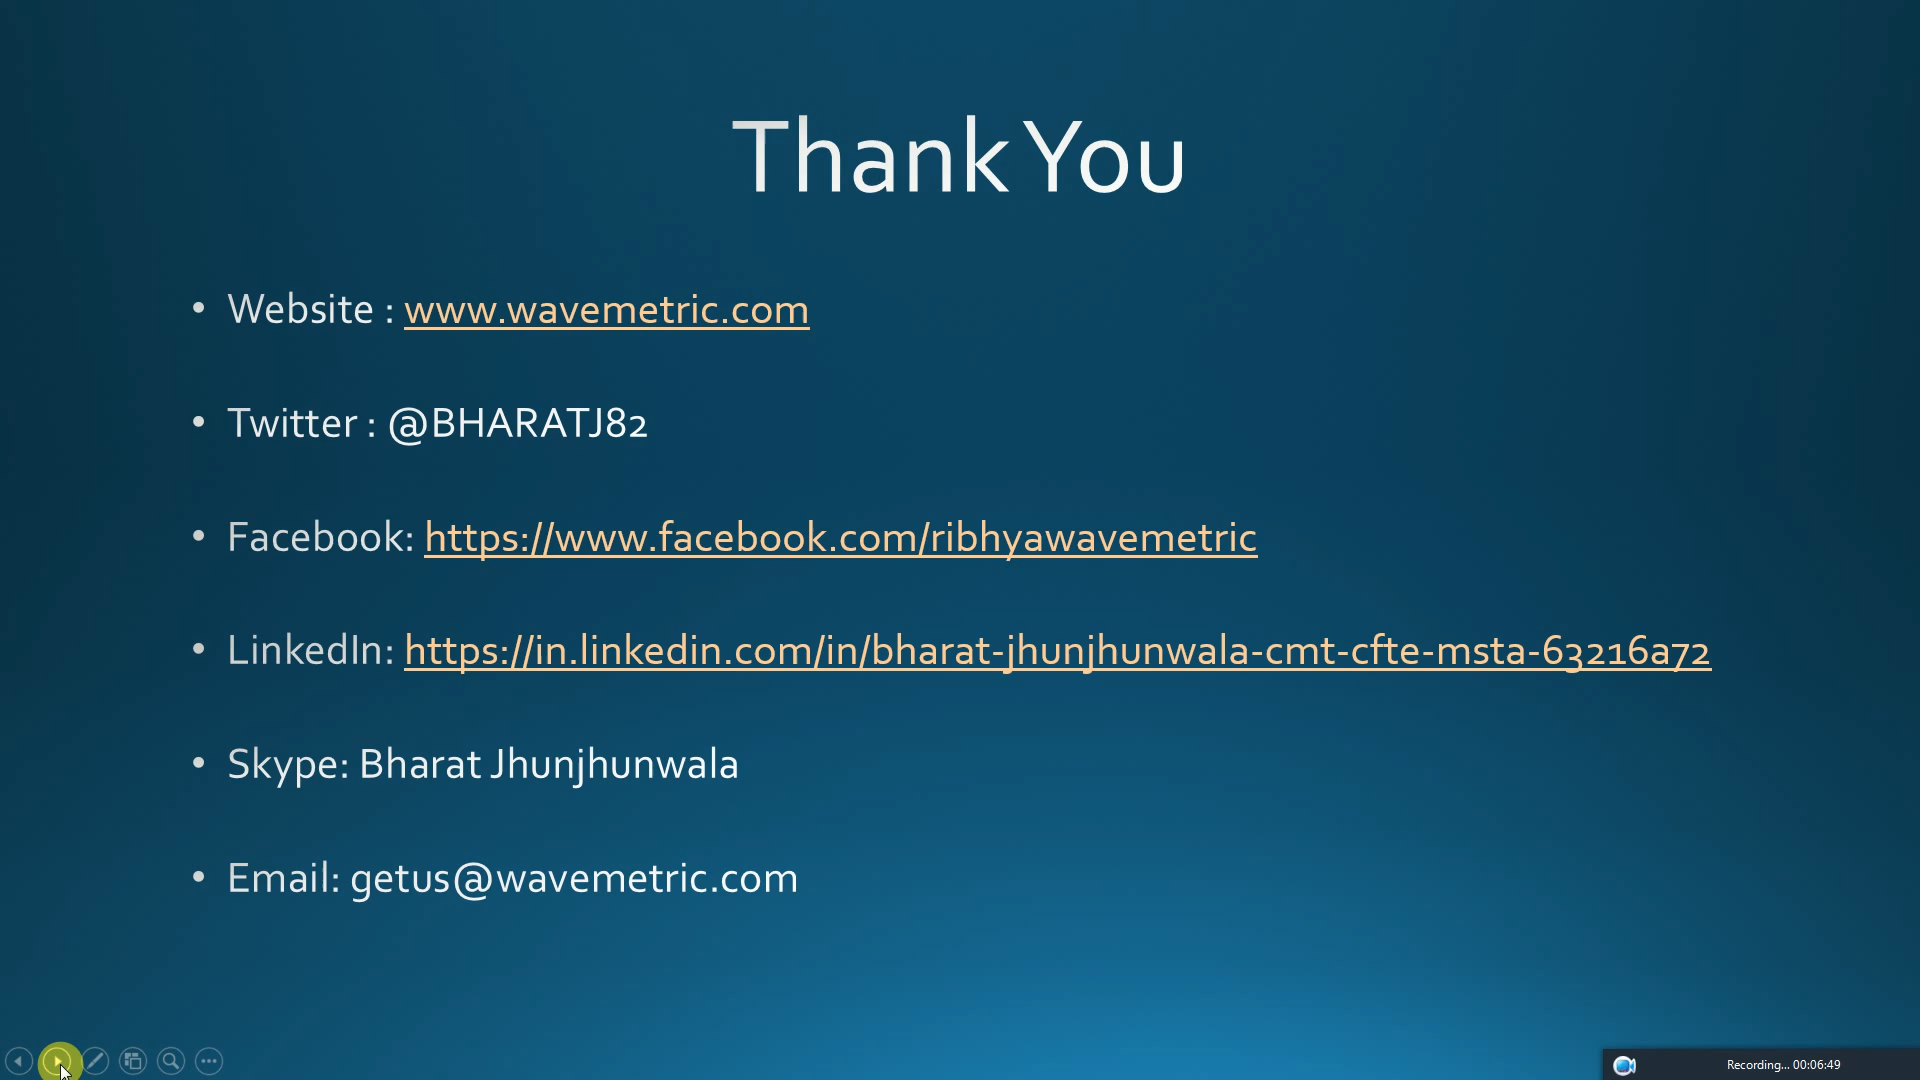 Thank You
• Website : www.wavemetric.com
• Twitter : @BHARATJ82
• Facebook: https://www.facebook.com/ribhyawavemetric
• LinkedIn: https://in.linkedin.com/in/bharat-jhunjhunwala-cmt-cfte-msta-63216a72
• Skype: Bharat Jhunjhunwala
• Email: getus@wavemetric.com
Recording... 00:06:49